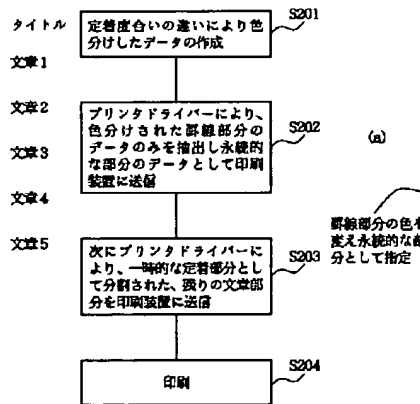 タイトル
文章1
文章2
文章3
文章4
文章5
S201
定着度合いの違いにより色
分けしたデータの作成
S202
プリンタドライバーにより、
色分けされた罫線部分の
データのみを抽出し永続的
な部分のデータとして印刷
装置に送信
S203
次にプリンタドライバーに
より、一時的な定着部分として
分割された、残りの文章部
分を印刷装置に送信
S204
印刷
(a)
罫線部分の色を
変え永続的な部
分として指定